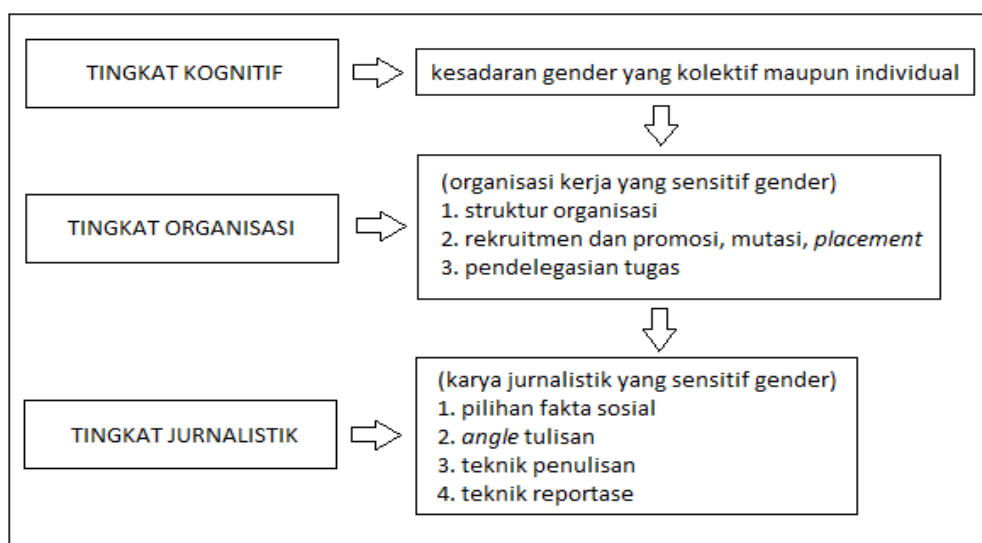 TINGKAT KOGNITIF
kesadaran gender yang kolektif maupun individual
TINGKAT ORGANISASI
(organisasi kerja yang sensitif gender)
1. struktur organisasi
2. rekruitmen dan promosi, mutasi, placement
3. pendelegasian tugas
TINGKAT JURNALISTIK
(karya jurnalistik yang sensitif gender)
1. pilihan fakta sosial
2. angle tulisan
3. teknik penulisan
4. teknik reportase